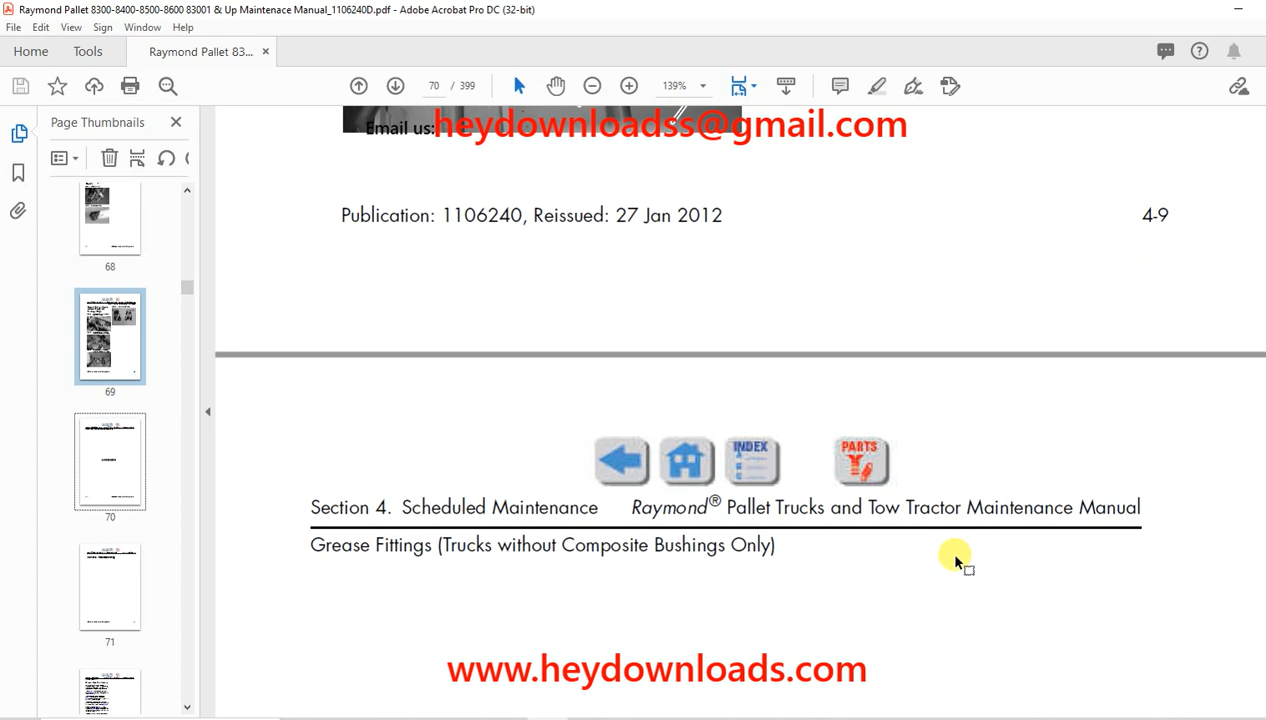 Raymond Pallet 8300-8400-8500-8600 83001 & Up Maintenace Manual_1106240D.pdf - Adobe Acrobat Pro DC (32-bit)
File Edit View Sign Window Help
Home Tools Raymond Pallet 83... ×
70 / 399 139%
Page Thumbnails
68
69
70
71
Email us: heydownloadss@gmail.com
Publication: 1106240, Reissued: 27 Jan 2012 4-9
INDEX PARTS
Section 4. Scheduled Maintenance Raymond® Pallet Trucks and Tow Tractor Maintenance Manual
Grease Fittings (Trucks without Composite Bushings Only)
www.heydownloads.com